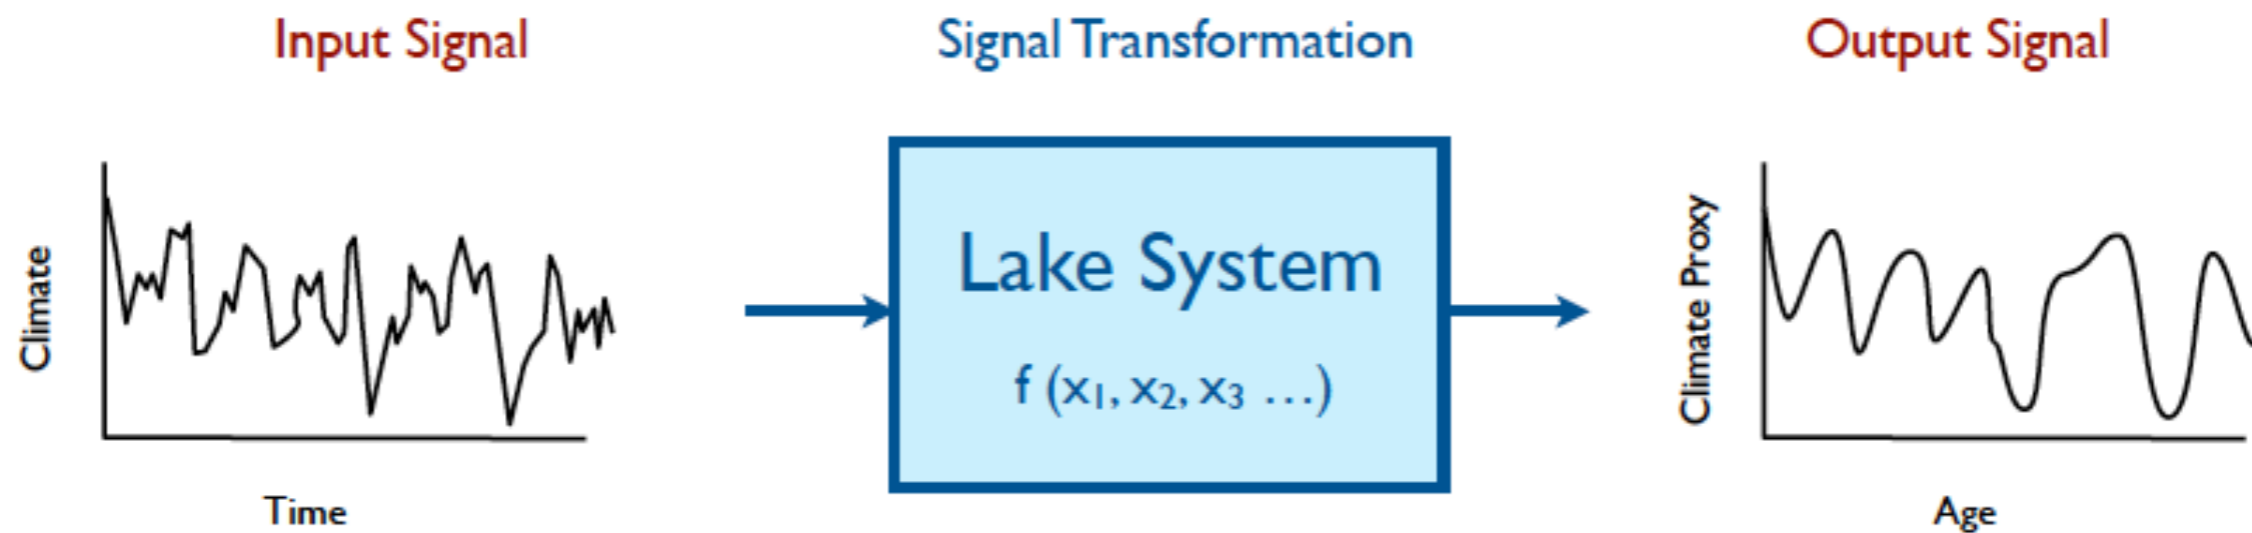 Input Signal
Signal Transformation
Output Signal
Climate
Time
Lake System
f (x₁, x₂, x₃ ...)
Climate Proxy
Age